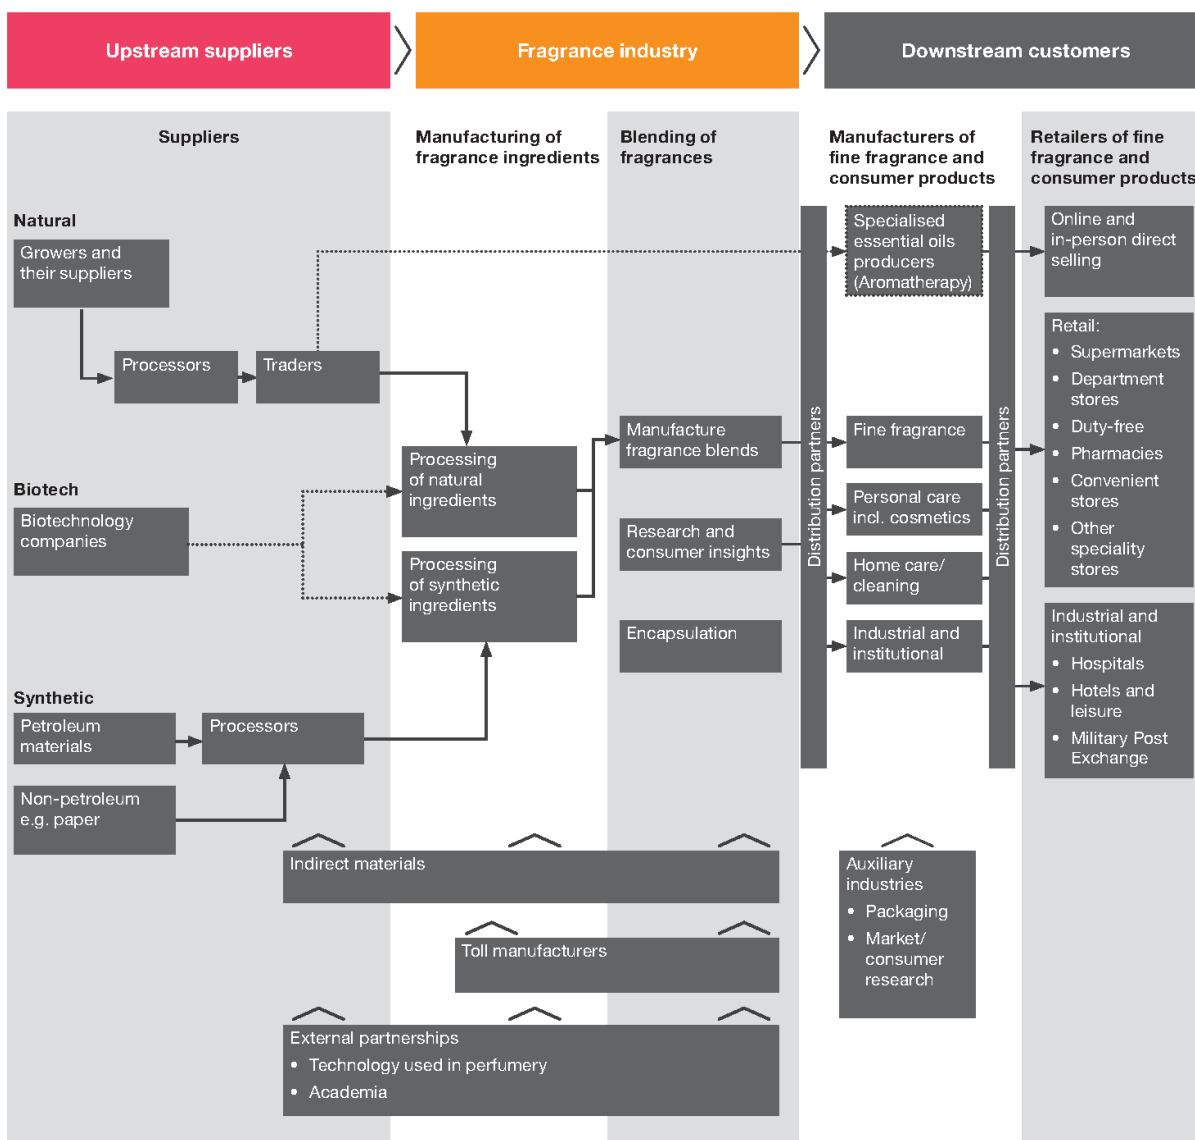 Upstream suppliers
Fragrance industry
Downstream customers
Suppliers
Manufacturing of
fragrance ingredients
Blending of
fragrances
Manufacturers of
fine fragrance and
consumer products
Retailers of fine
fragrance and
consumer products
Natural
Growers and
their suppliers
Processors
Traders
Biotech
Biotechnology
companies
Synthetic
Petroleum
materials
Processors
Non-petroleum
e.g. paper
Processing
of natural
ingredients
Processing
of synthetic
ingredients
Manufacture
fragrance blends
Research and
consumer insights
Encapsulation
Distribution partners
Specialised
essential oils
producers
(Aromatherapy)
Fine fragrance
Personal care
incl. cosmetics
Home care/
cleaning
Industrial and
institutional
Distribution partners
Online and
in-person direct
selling
Retail:
• Supermarkets
• Department
stores
• Duty-free
• Pharmacies
• Convenient
stores
• Other
speciality
stores
Industrial and
institutional
• Hospitals
• Hotels and
leisure
• Military Post
Exchange
Indirect materials
Toll manufacturers
External partnerships
• Technology used in perfumery
• Academia
Auxiliary
industries
• Packaging
• Market/
consumer
research